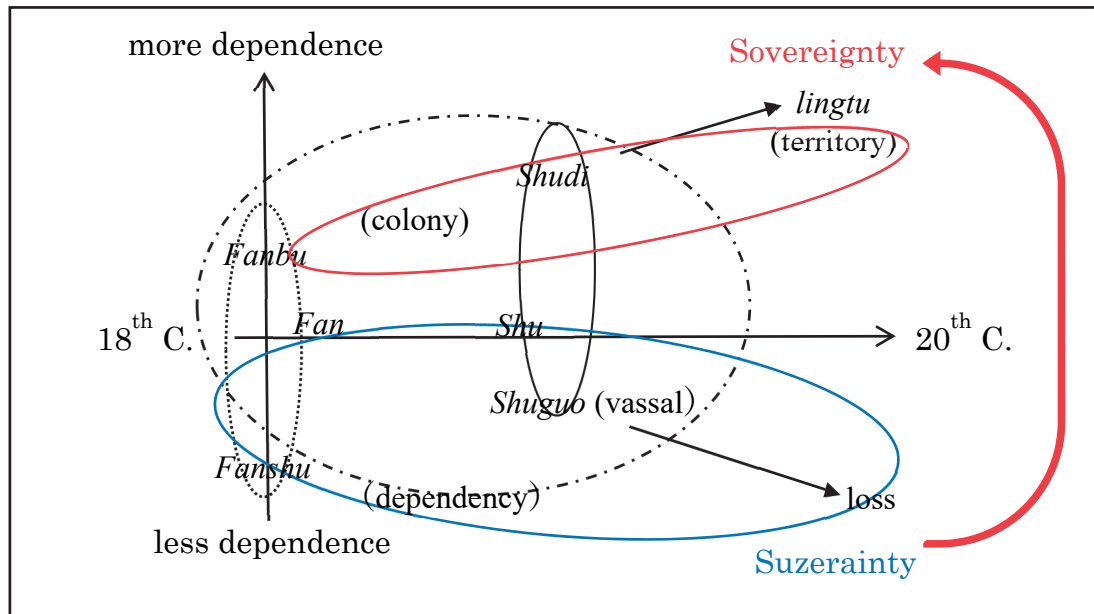 more dependence
Sovereignty
lingtu
(territory)
Shudi
(colony)
Fanbu
Fan
Shu
18th C.
20th C.
Shuguo (vassal)
Fanshu
(dependency)
loss
less dependence
Suzerainty